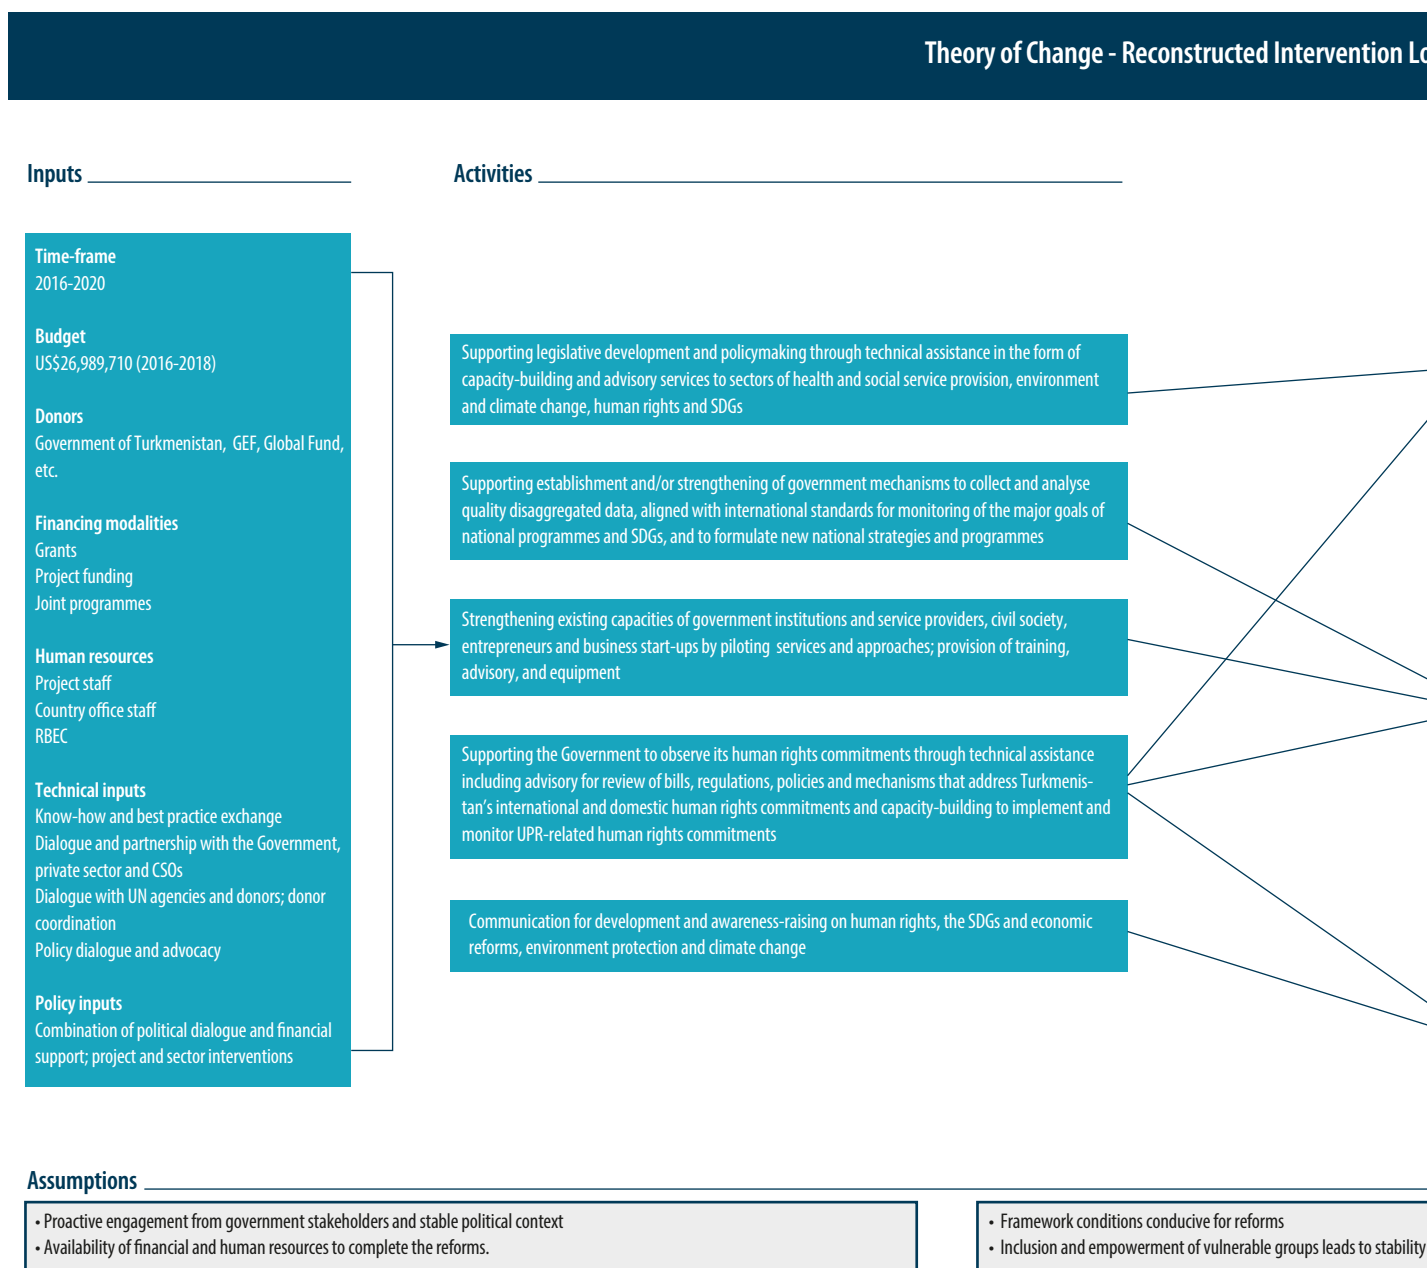 Theory of Change - Reconstructed Intervention Lo
Inputs
Time-frame
2016-2020
Budget
US$26,989,710 (2016-2018)
Donors
Government of Turkmenistan, GEF, Global Fund,
etc.
Financing modalities
Grants
Project funding
Joint programmes
Human resources
Project staff
Country office staff
RBEC
Technical inputs
Know-how and best practice exchange
Dialogue and partnership with the Government,
private sector and CSOs
Dialogue with UN agencies and donors; donor
coordination
Policy dialogue and advocacy
Policy inputs
Combination of political dialogue and financial
support; project and sector interventions
Activities
Supporting legislative development and policymaking through technical assistance in the form of
capacity-building and advisory services to sectors of health and social service provision, environment
and climate change, human rights and SDGs
Supporting establishment and/or strengthening of government mechanisms to collect and analyse
quality disaggregated data, aligned with international standards for monitoring of the major goals of
national programmes and SDGs, and to formulate new national strategies and programmes
Strengthening existing capacities of government institutions and service providers, civil society,
entrepreneurs and business start-ups by piloting services and approaches; provision of training,
advisory, and equipment
Supporting the Government to observe its human rights commitments through technical assistance
including advisory for review of bills, regulations, policies and mechanisms that address Turkmenis-
tan's international and domestic human rights commitments and capacity-building to implement and
monitor UPR-related human rights commitments
Communication for development and awareness-raising on human rights, the SDGs and economic
reforms, environment protection and climate change
Assumptions
• Proactive engagement from government stakeholders and stable political context
• Availability of financial and human resources to complete the reforms.
• Framework conditions conducive for reforms
• Inclusion and empowerment of vulnerable groups leads to stability